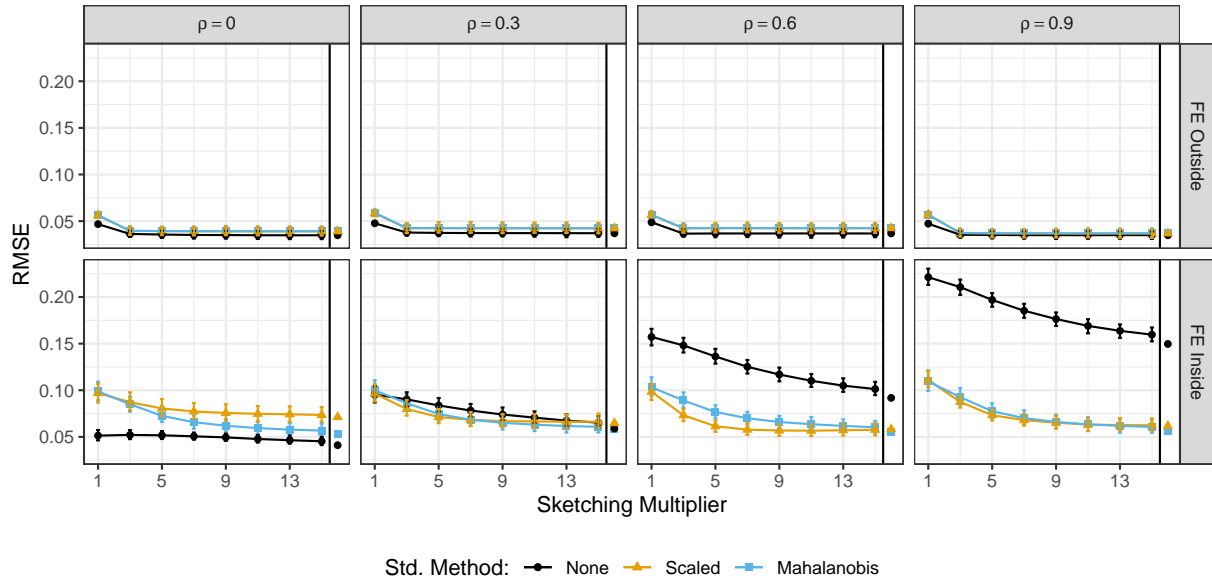 ρ = 0
ρ = 0.3
ρ = 0.6
ρ = 0.9
0.20
0.15
0.10
0.05
FE Outside
0.20
0.15
0.10
0.05
FE Inside
RMSE
1 5 9 13
1 5 9 13
1 5 9 13
1 5 9 13
Sketching Multiplier
Std. Method: None Scaled Mahalanobis